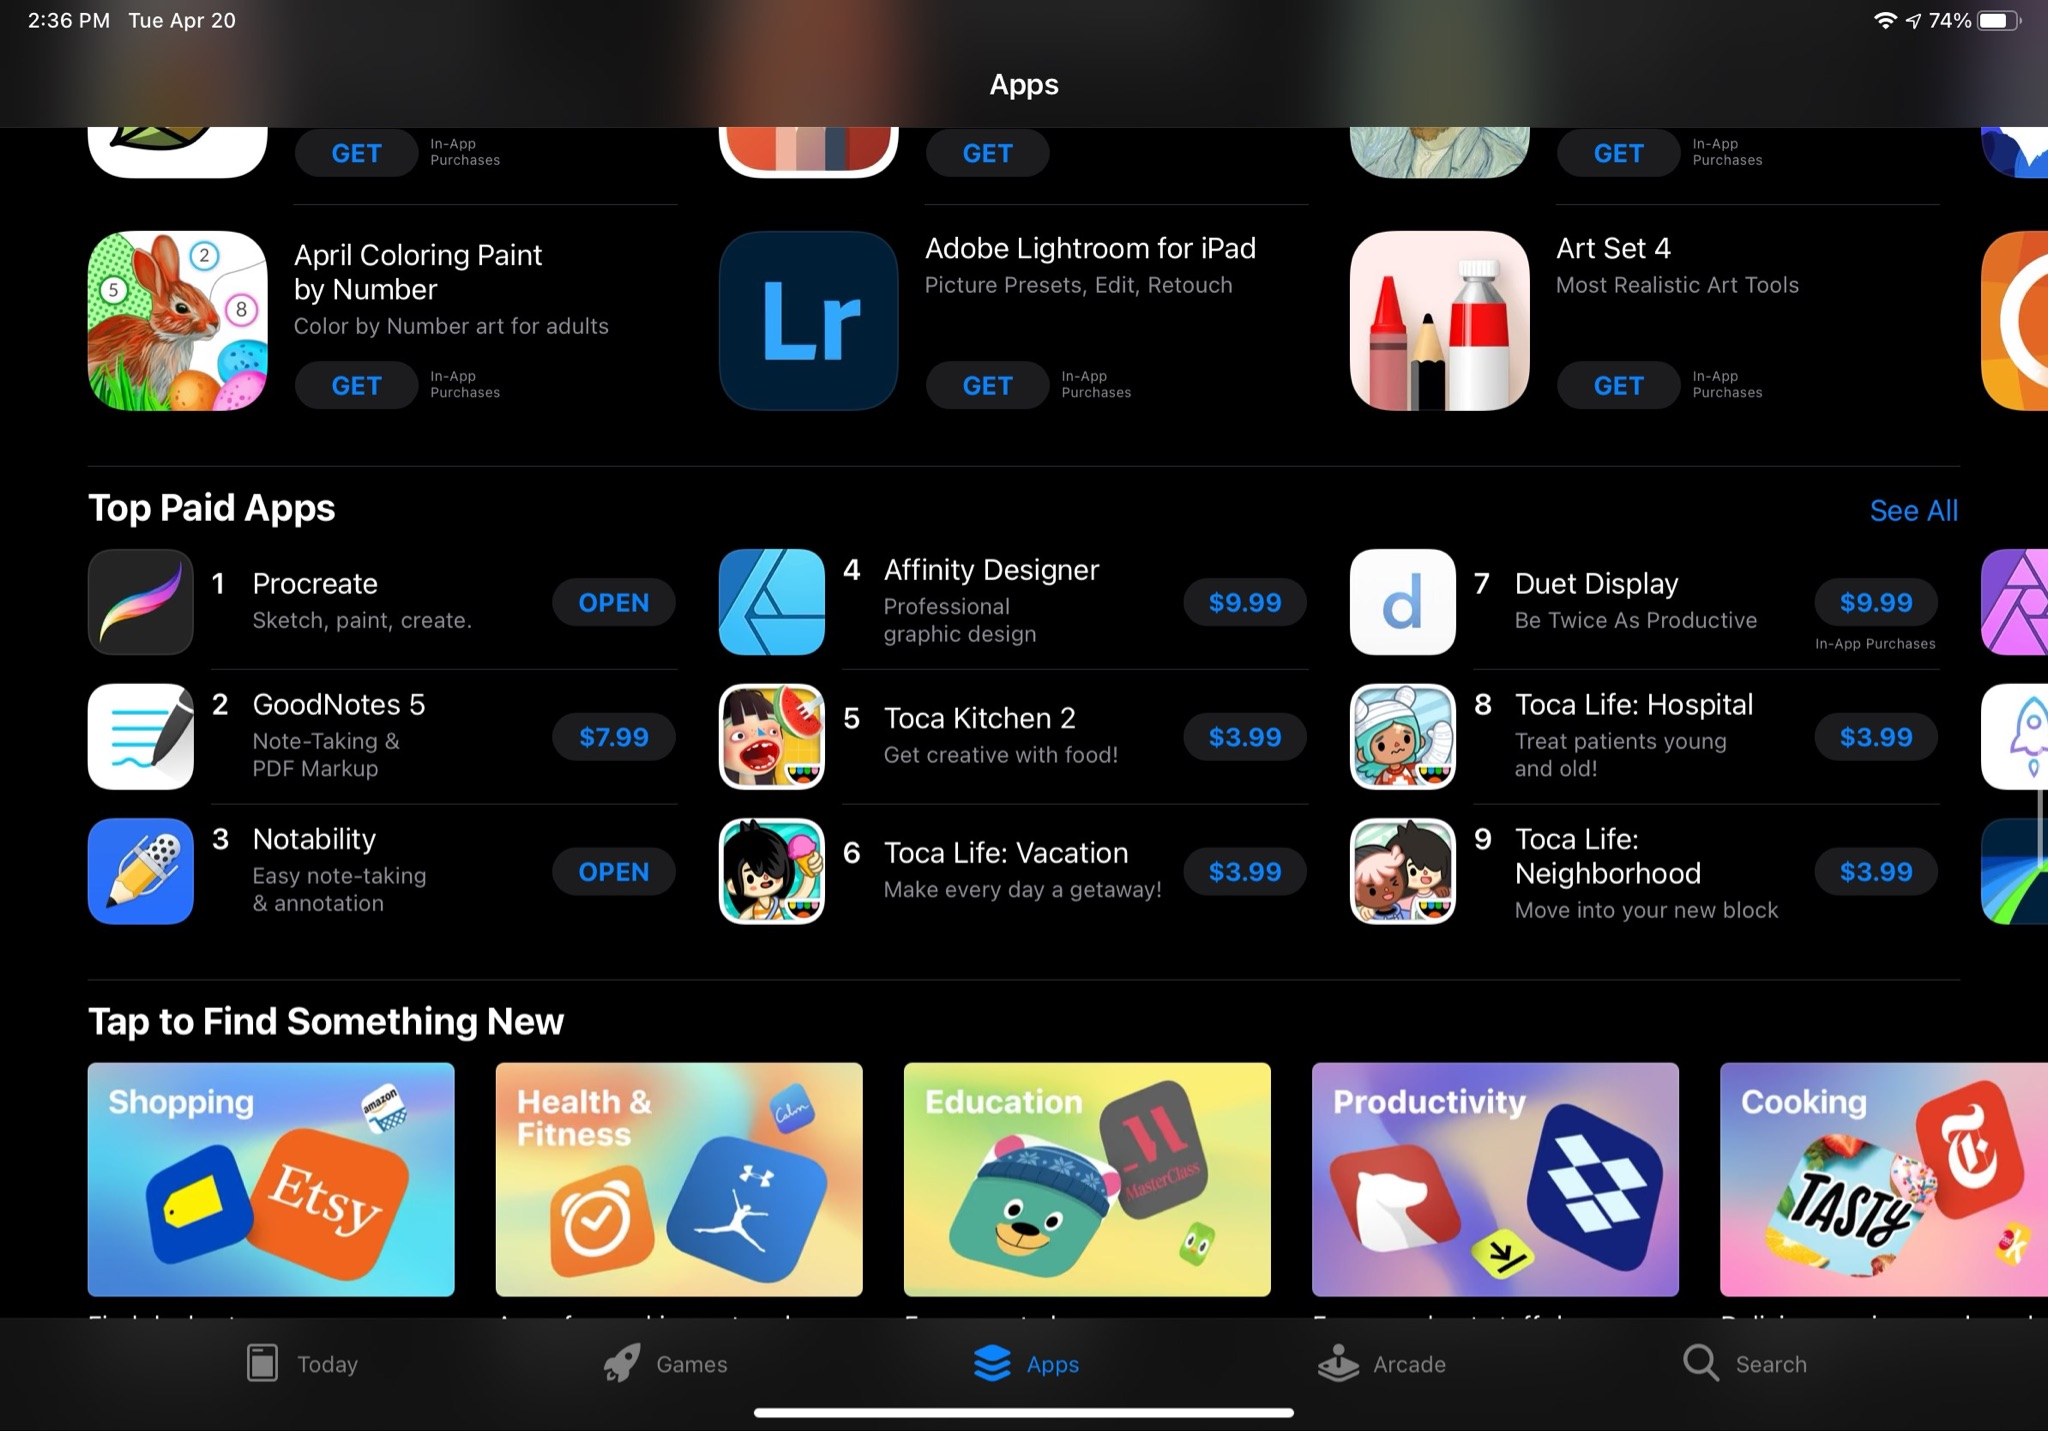 2:36 PM Tue Apr 20
74%
Apps
GET
In-App
Purchases
GET
GET
In-App
Purchases
2
5
8
April Coloring Paint
by Number
Color by Number art for adults
GET
In-App
Purchases
Lr
Adobe Lightroom for iPad
Picture Presets, Edit, Retouch
GET
In-App
Purchases
Art Set 4
Most Realistic Art Tools
GET
In-App
Purchases
Top Paid Apps
See All
1 Procreate
Sketch, paint, create.
OPEN
2 GoodNotes 5
Note-Taking &
PDF Markup
$7.99
3 Notability
Easy note-taking
& annotation
OPEN
4 Affinity Designer
Professional
graphic design
$9.99
5 Toca Kitchen 2
Get creative with food!
$3.99
6 Toca Life: Vacation
Make every day a getaway!
$3.99
d
7 Duet Display
Be Twice As Productive
$9.99
In-App Purchases
8 Toca Life: Hospital
Treat patients young
and old!
$3.99
9 Toca Life:
Neighborhood
Move into your new block
$3.99
Tap to Find Something New
Shopping
amazon
Etsy
Health &
Fitness
Calm
Education
MasterClass
Productivity
Cooking
TASTY
k
Today
Games
Apps
Arcade
Search